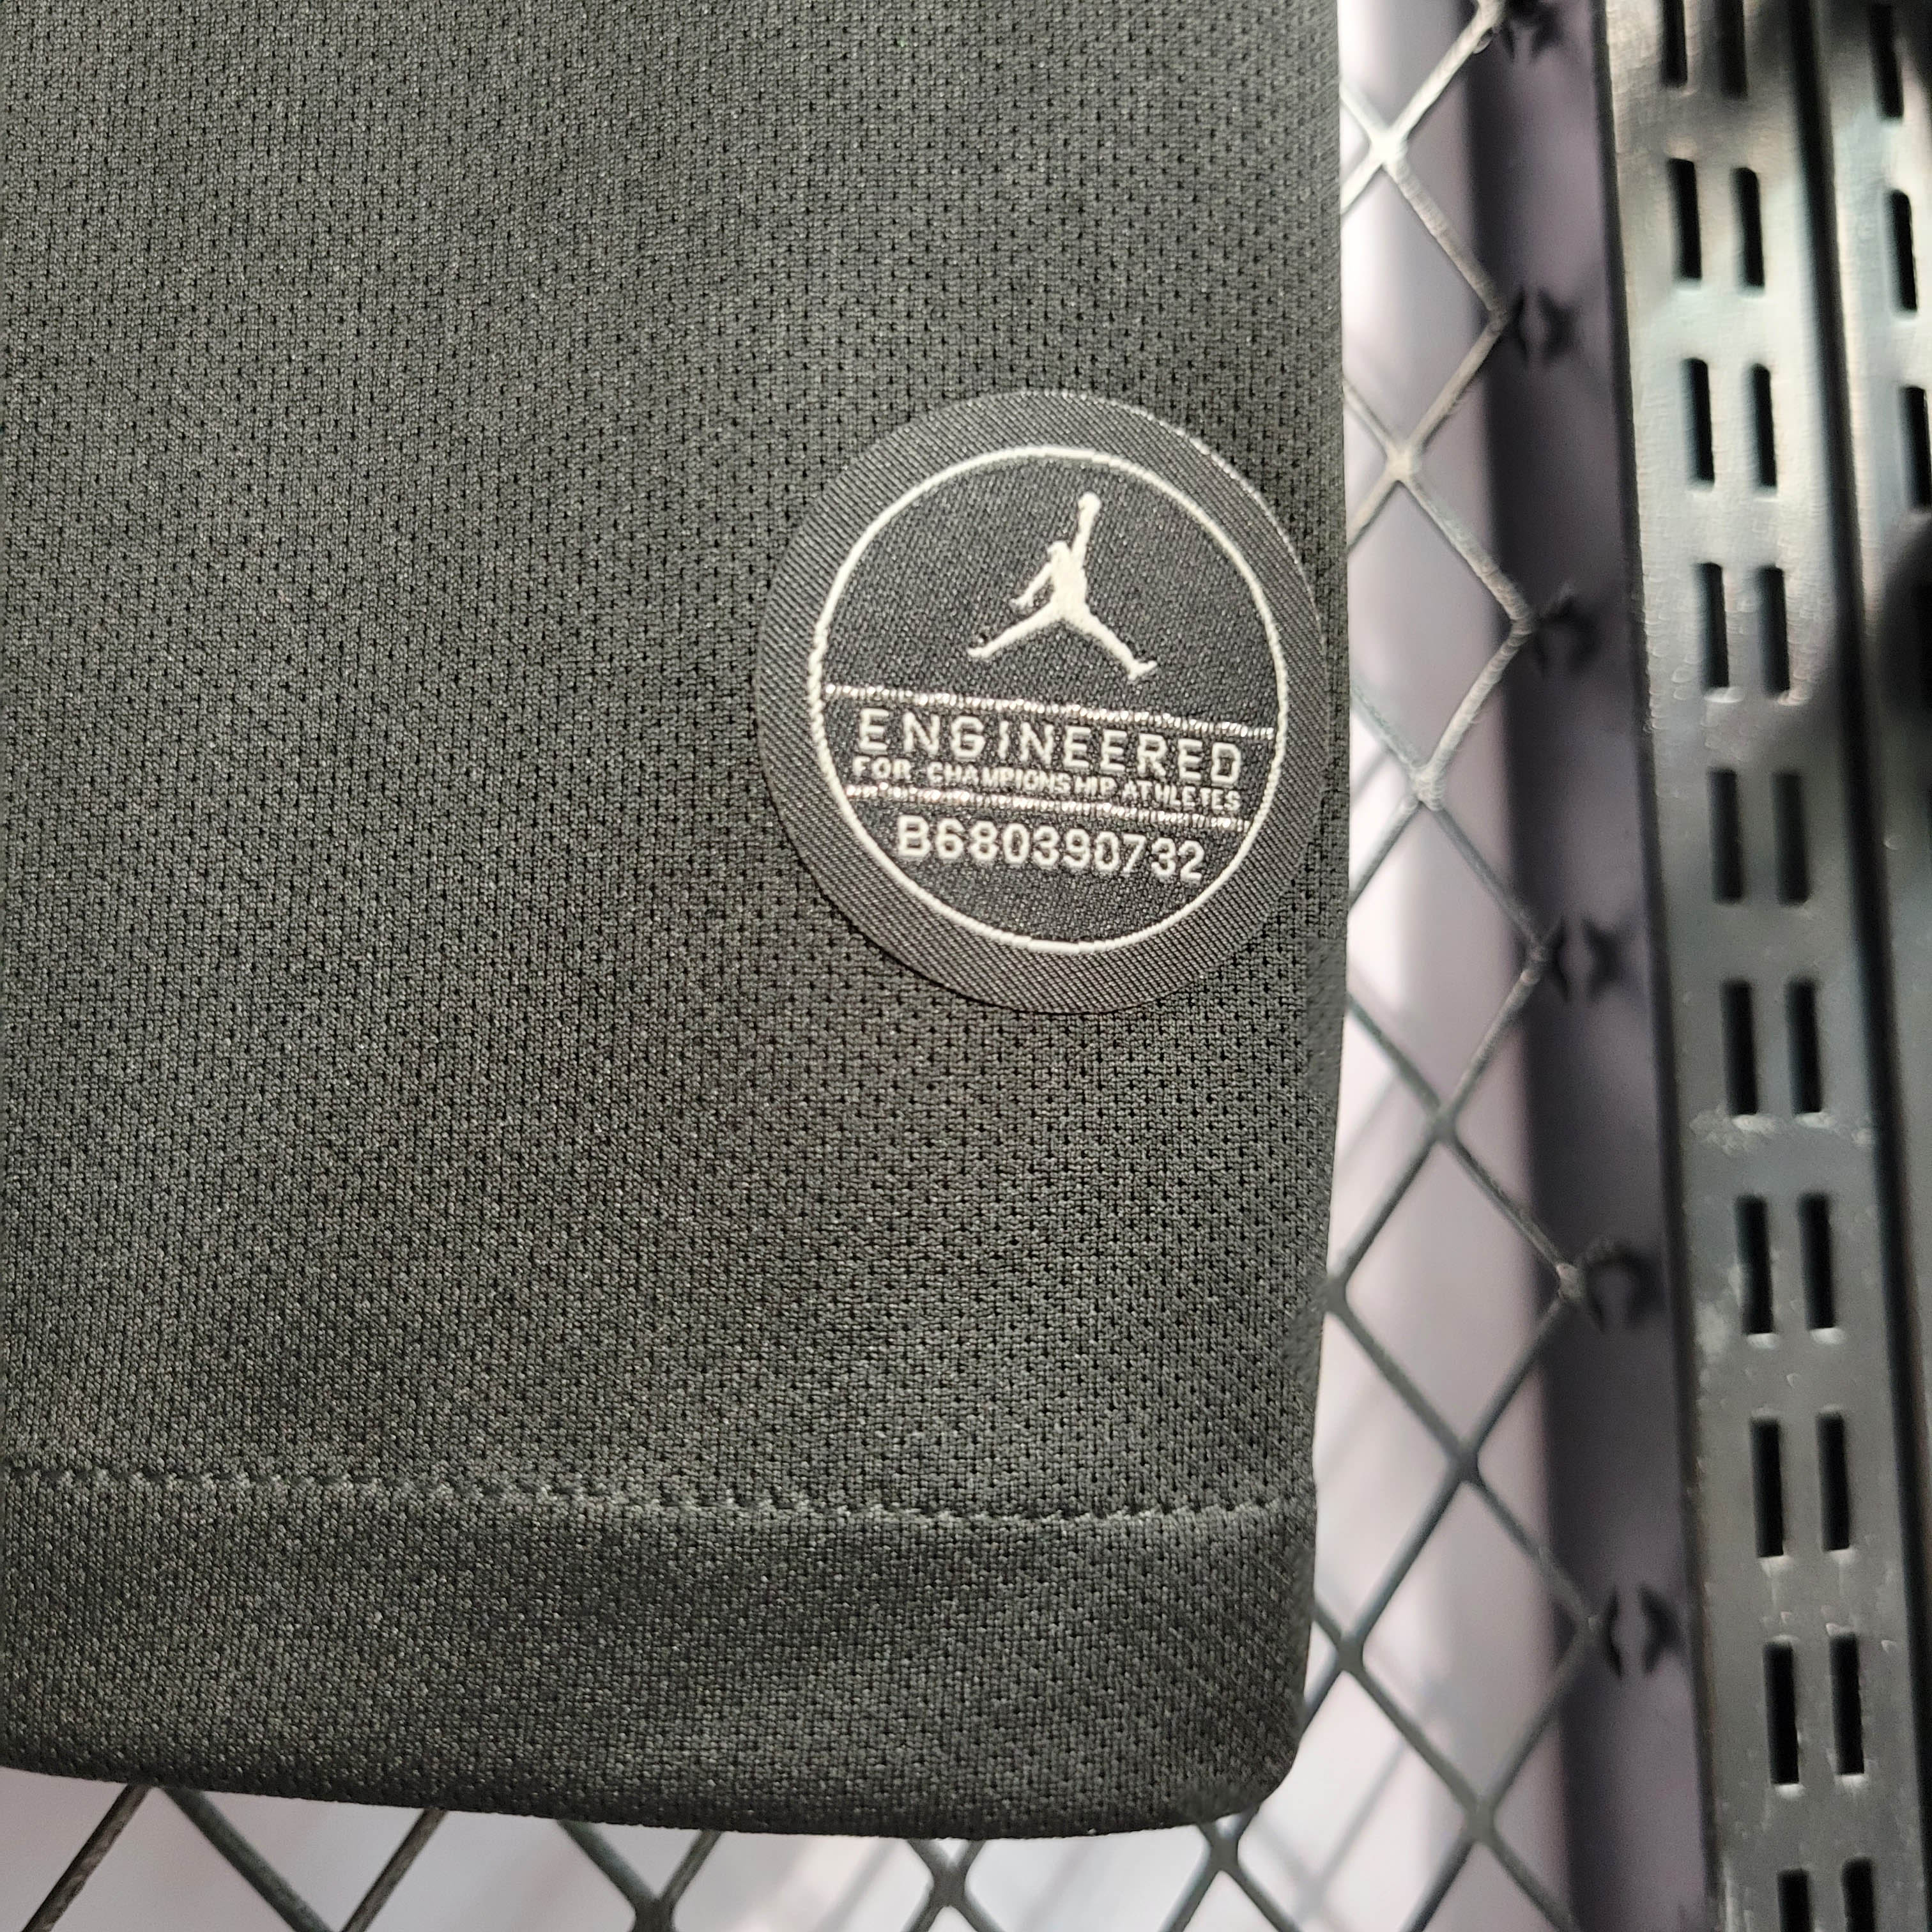 ENGINEERED
FOR CHAMPIONSHIP ATHLETES
B680390732